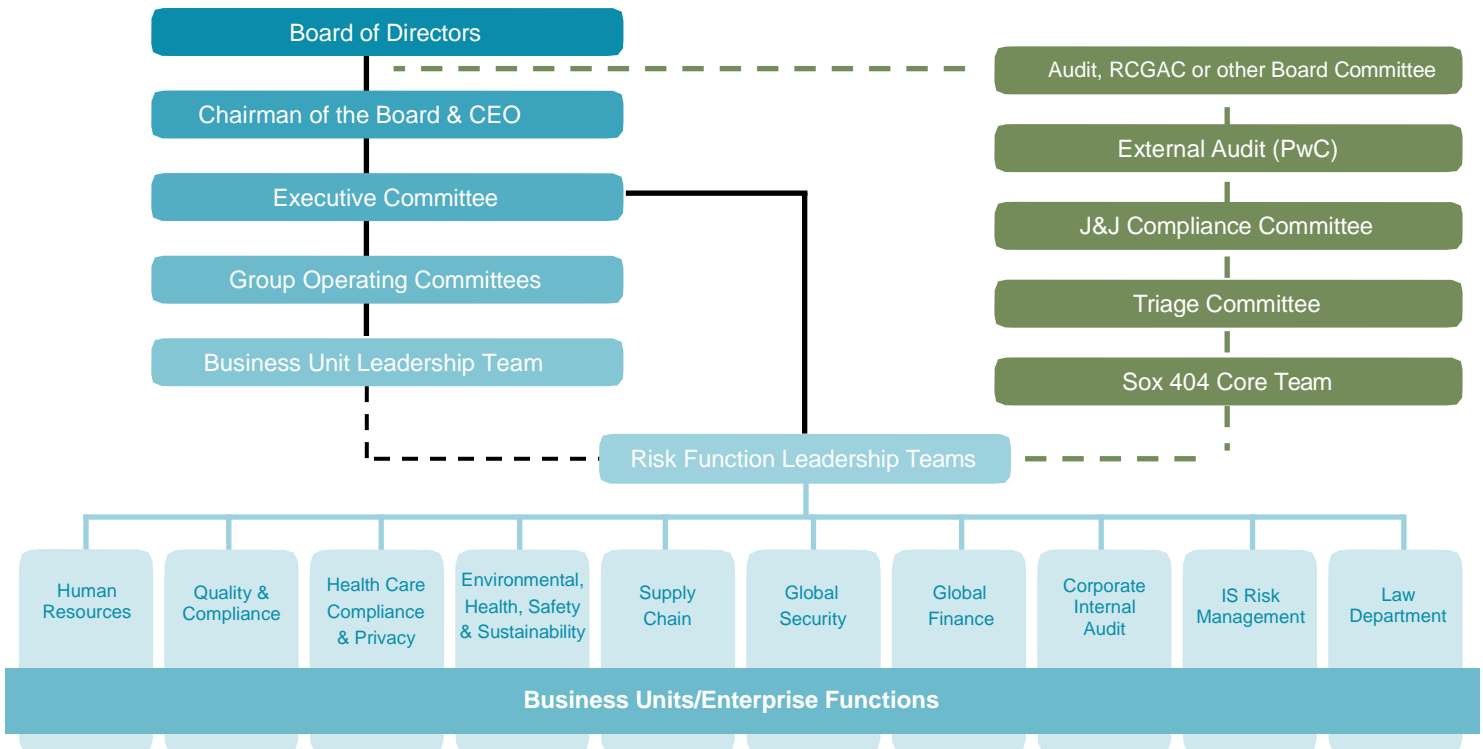 Board of Directors
Chairman of the Board & CEO
Executive Committee
Group Operating Committees
Business Unit Leadership Team
Audit, RCGAC or other Board Committee
External Audit (PwC)
J&J Compliance Committee
Triage Committee
Sox 404 Core Team
Risk Function Leadership Teams
Human
Resources
Quality &
Compliance
Health Care
Compliance
& Privacy
Environmental,
Health, Safety
& Sustainability
Supply
Chain
Global
Security
Global
Finance
Corporate
Internal
Audit
IS Risk
Management
Law
Department
Business Units/Enterprise Functions